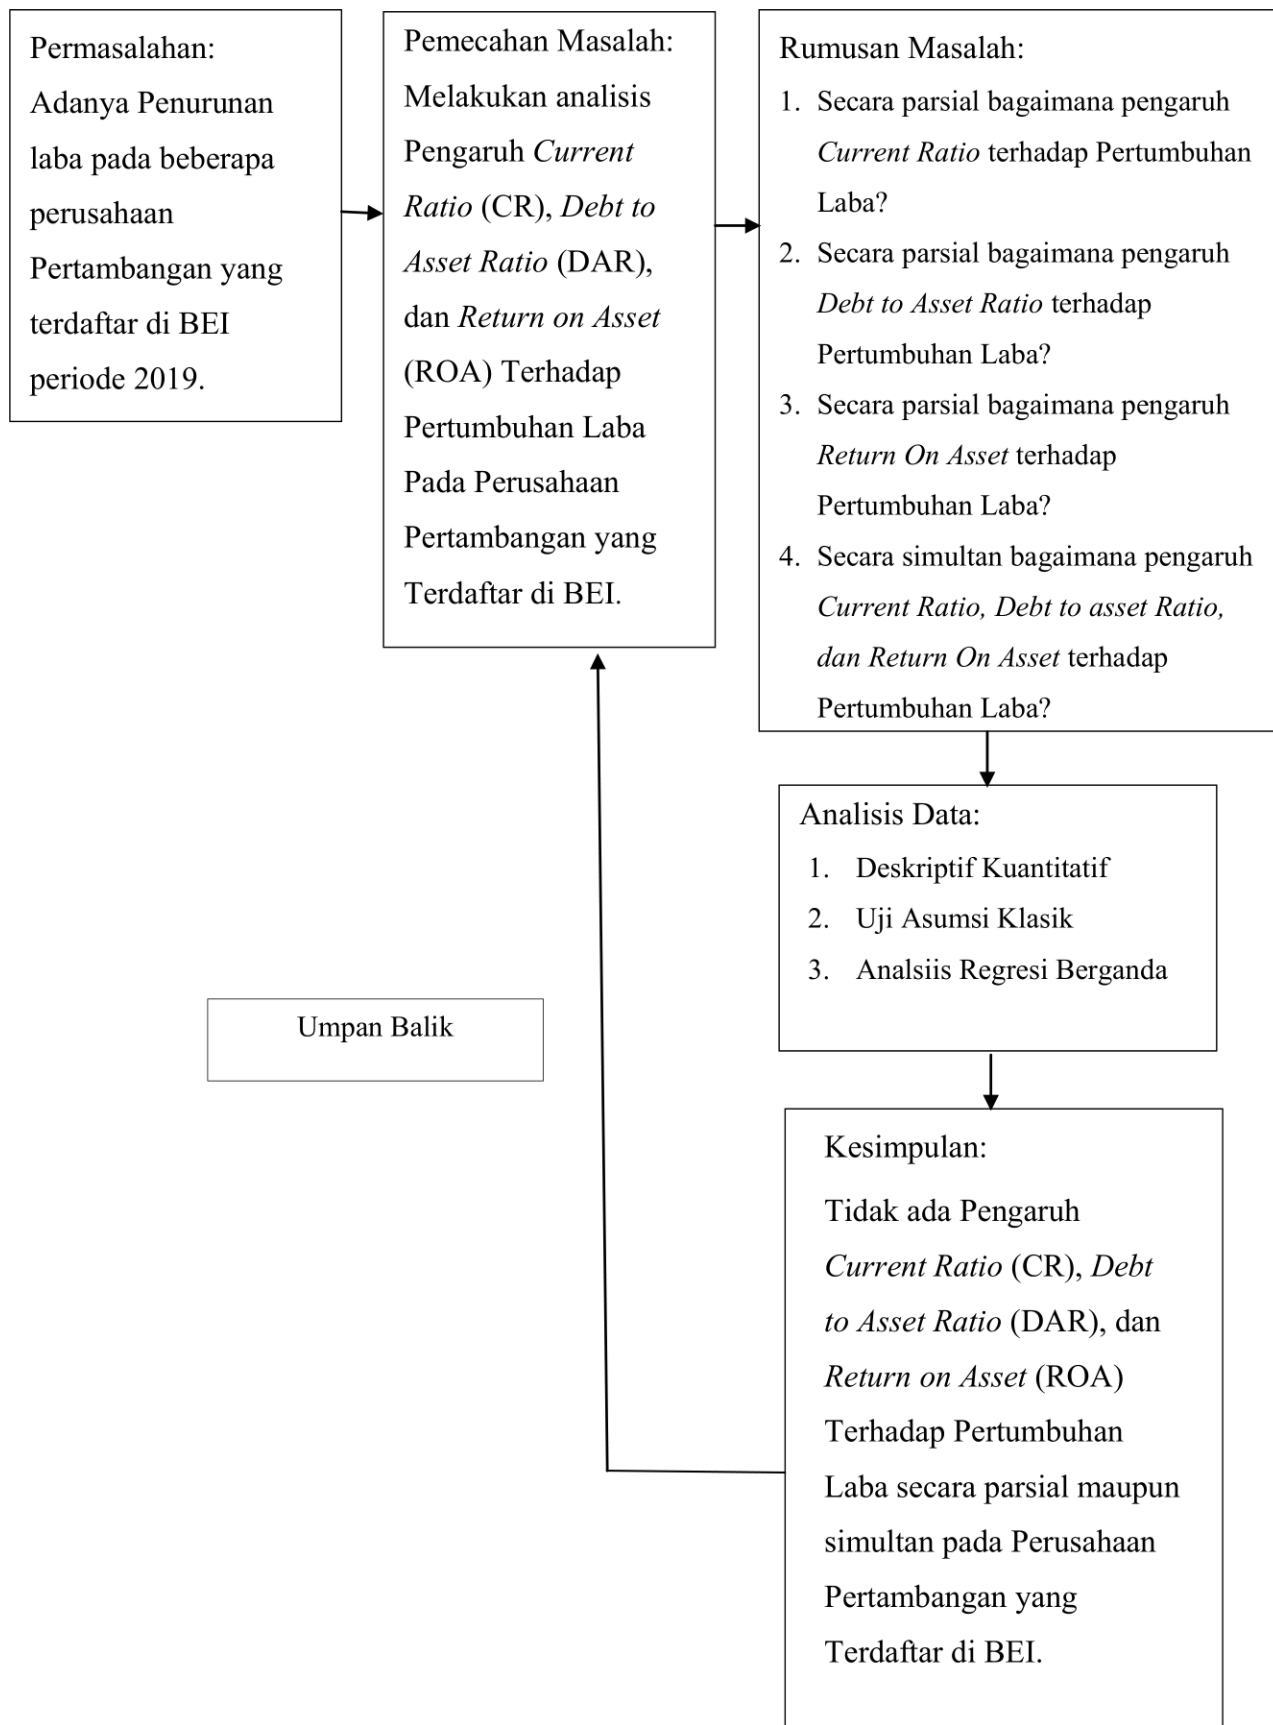 Permasalahan:
Adanya Penurunan
laba pada beberapa
perusahaan
Pertambangan yang
terdaftar di BEI
periode 2019.
Pemecahan Masalah:
Melakukan analisis
Pengaruh Current
Ratio (CR), Debt to
Asset Ratio (DAR),
dan Return on Asset
(ROA) Terhadap
Pertumbuhan Laba
Pada Perusahaan
Pertambangan yang
Terdaftar di BEI.
Rumusan Masalah:
1. Secara parsial bagaimana pengaruh
Current Ratio terhadap Pertumbuhan
Laba?
2. Secara parsial bagaimana pengaruh
Debt to Asset Ratio terhadap
Pertumbuhan Laba?
3. Secara parsial bagaimana pengaruh
Return On Asset terhadap
Pertumbuhan Laba?
4. Secara simultan bagaimana pengaruh
Current Ratio, Debt to asset Ratio,
dan Return On Asset terhadap
Pertumbuhan Laba?
Analisis Data:
1. Deskriptif Kuantitatif
2. Uji Asumsi Klasik
3. Analsiis Regresi Berganda
Umpan Balik
Kesimpulan:
Tidak ada Pengaruh
Current Ratio (CR), Debt
to Asset Ratio (DAR), dan
Return on Asset (ROA)
Terhadap Pertumbuhan
Laba secara parsial maupun
simultan pada Perusahaan
Pertambangan yang
Terdaftar di BEI.